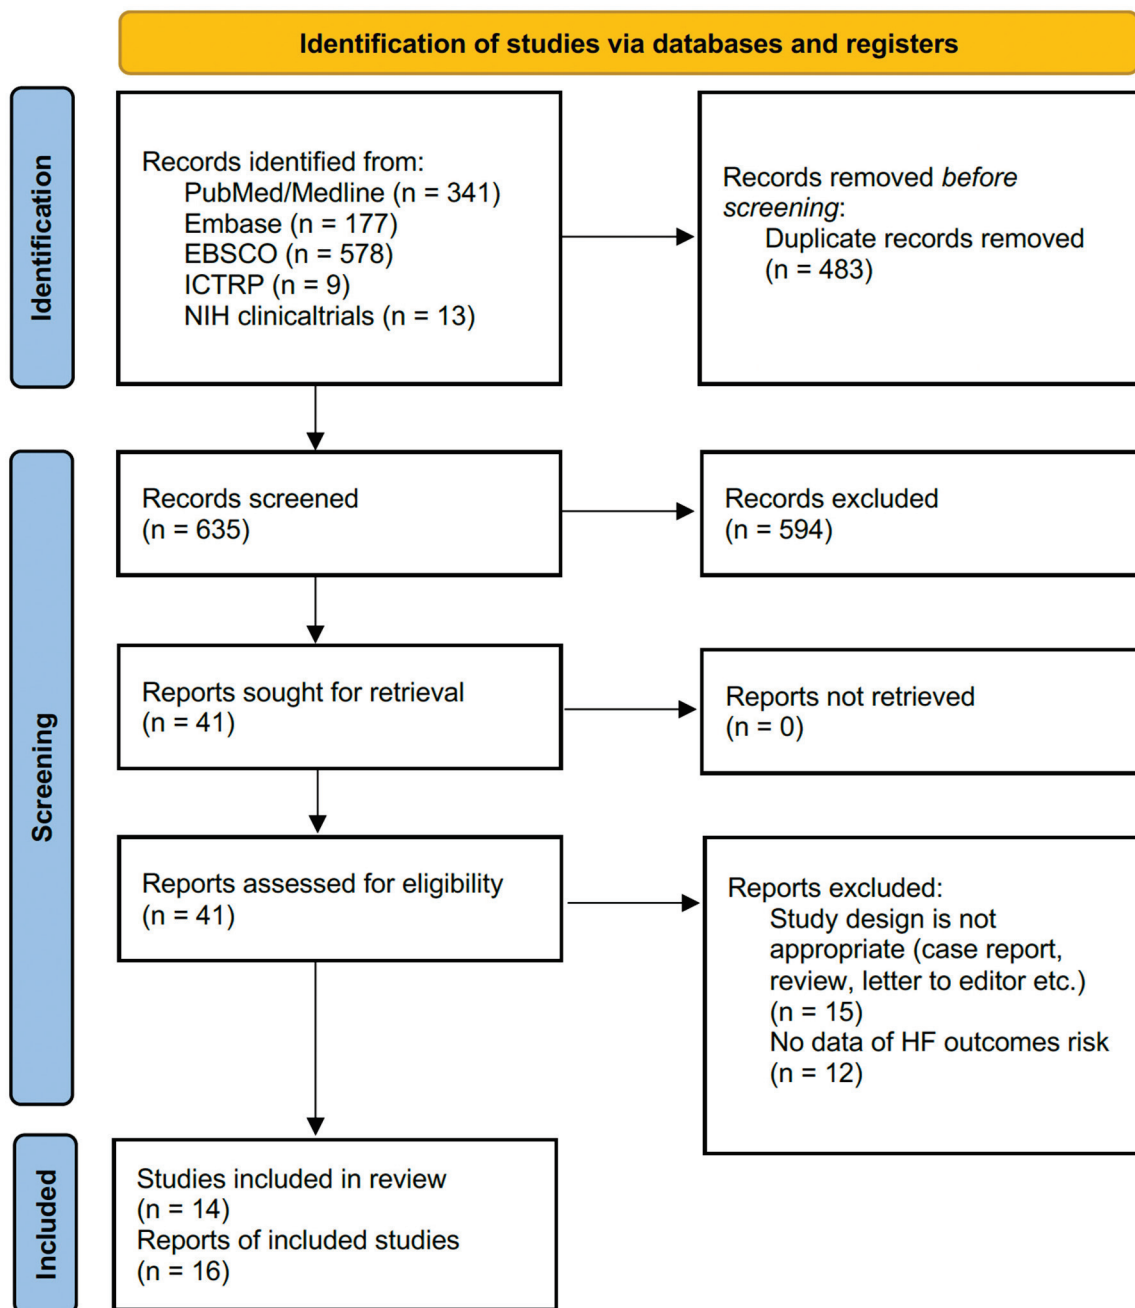 Identification of studies via databases and registers
Identification
Records identified from:
PubMed/Medline (n = 341)
Embase (n = 177)
EBSCO (n = 578)
ICTRP (n = 9)
NIH clinicaltrials (n = 13)
Records removed before
screening:
Duplicate records removed
(n = 483)
Screening
Records screened
(n = 635)
Records excluded
(n = 594)
Reports sought for retrieval
(n = 41)
Reports not retrieved
(n = 0)
Reports assessed for eligibility
(n = 41)
Reports excluded:
Study design is not
appropriate (case report,
review, letter to editor etc.)
(n = 15)
No data of HF outcomes risk
(n = 12)
Included
Studies included in review
(n = 14)
Reports of included studies
(n = 16)